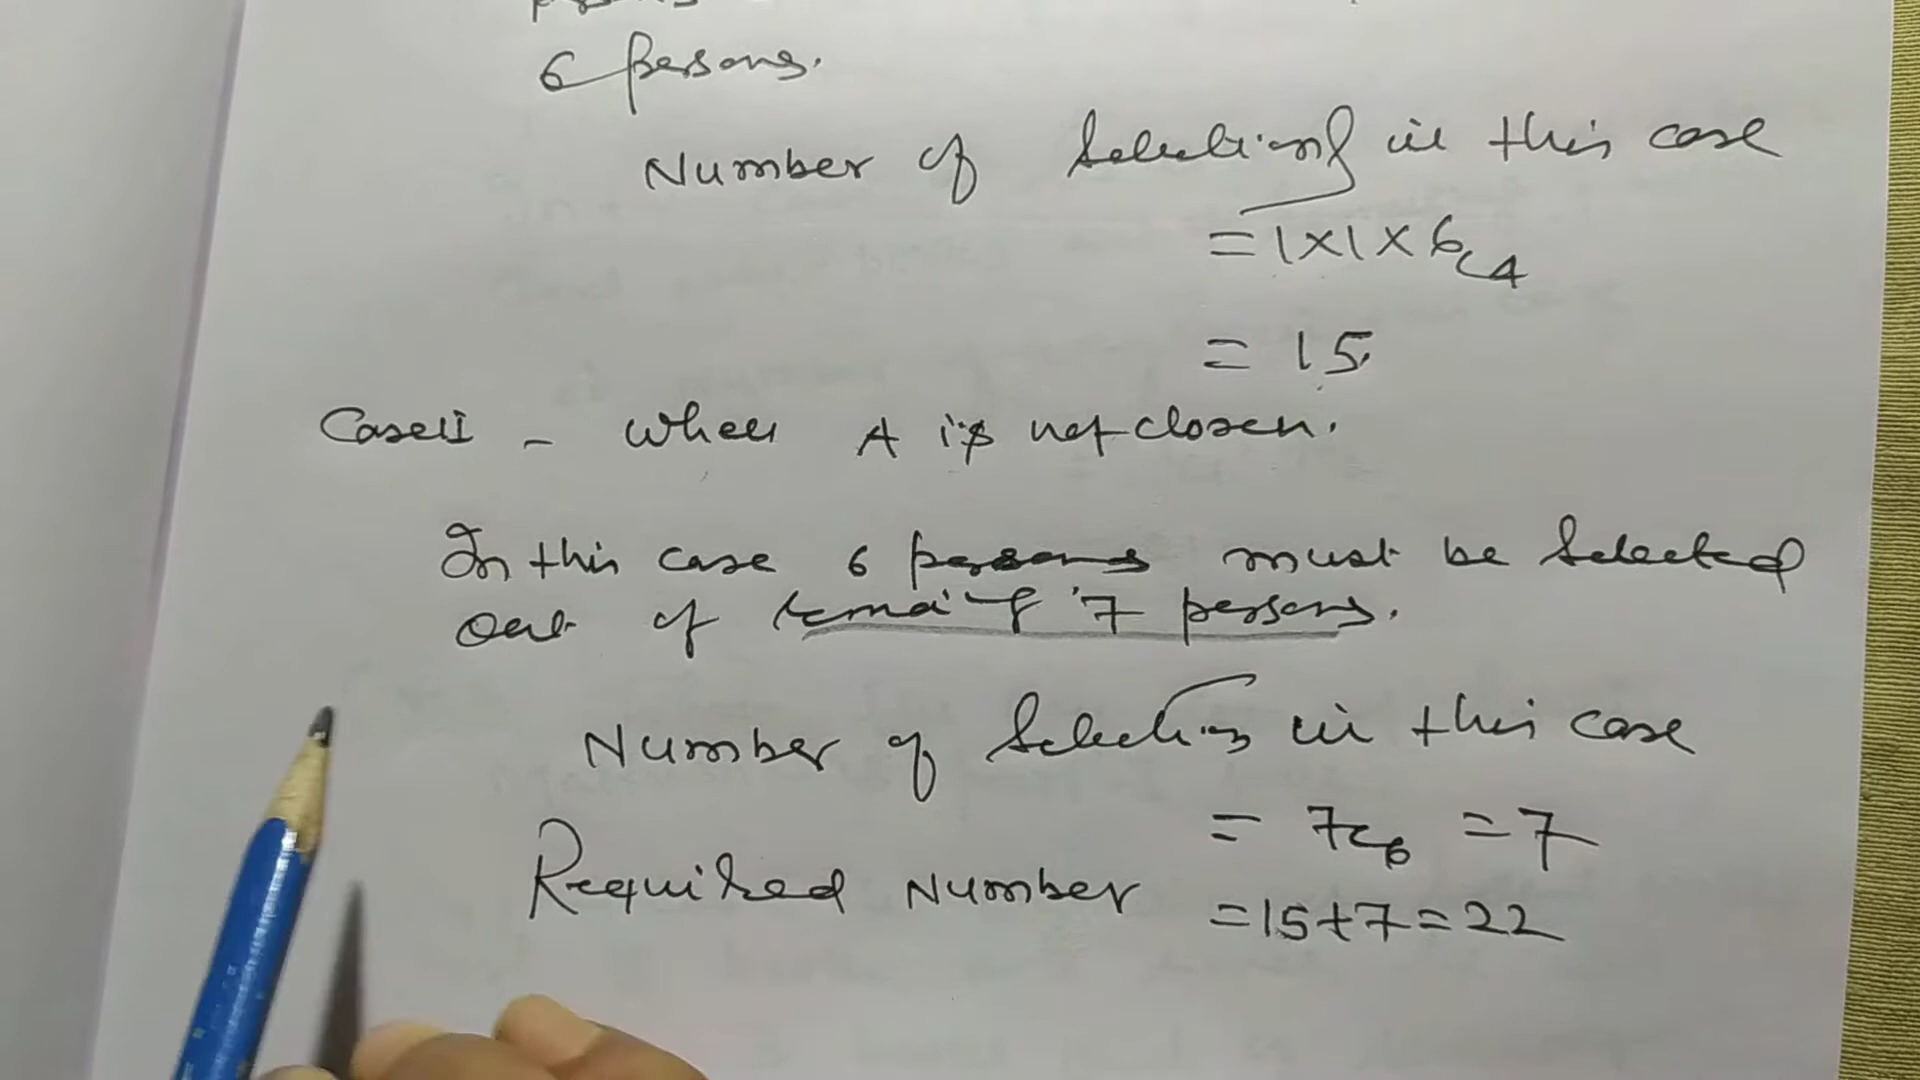 6 persons.
Number of Selections in this case
= 1 X 1 X 6C4
= 15
Case II - When A is not chosen.
In this case 6 persons must be Selected
out of remaining 7 persons.
Number of Selections in this case
= 7C6 = 7
Required Number = 15 + 7 = 22